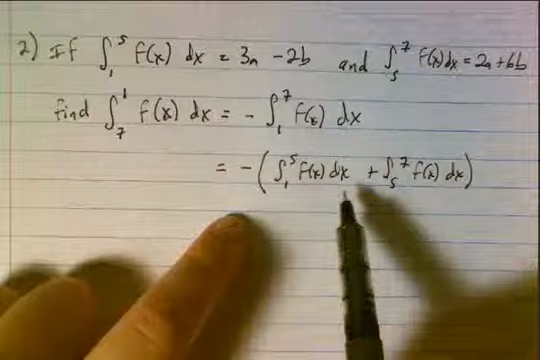 2) If ∫₁⁵ f(x) dx = 3a - 2b and ∫₅⁷ f(x)dx = 2a+6b
find ∫₇¹ f(x) dx = - ∫₁⁷ f(x) dx
= - (∫₁⁵ f(x) dx + ∫₅⁷ f(x) dx)